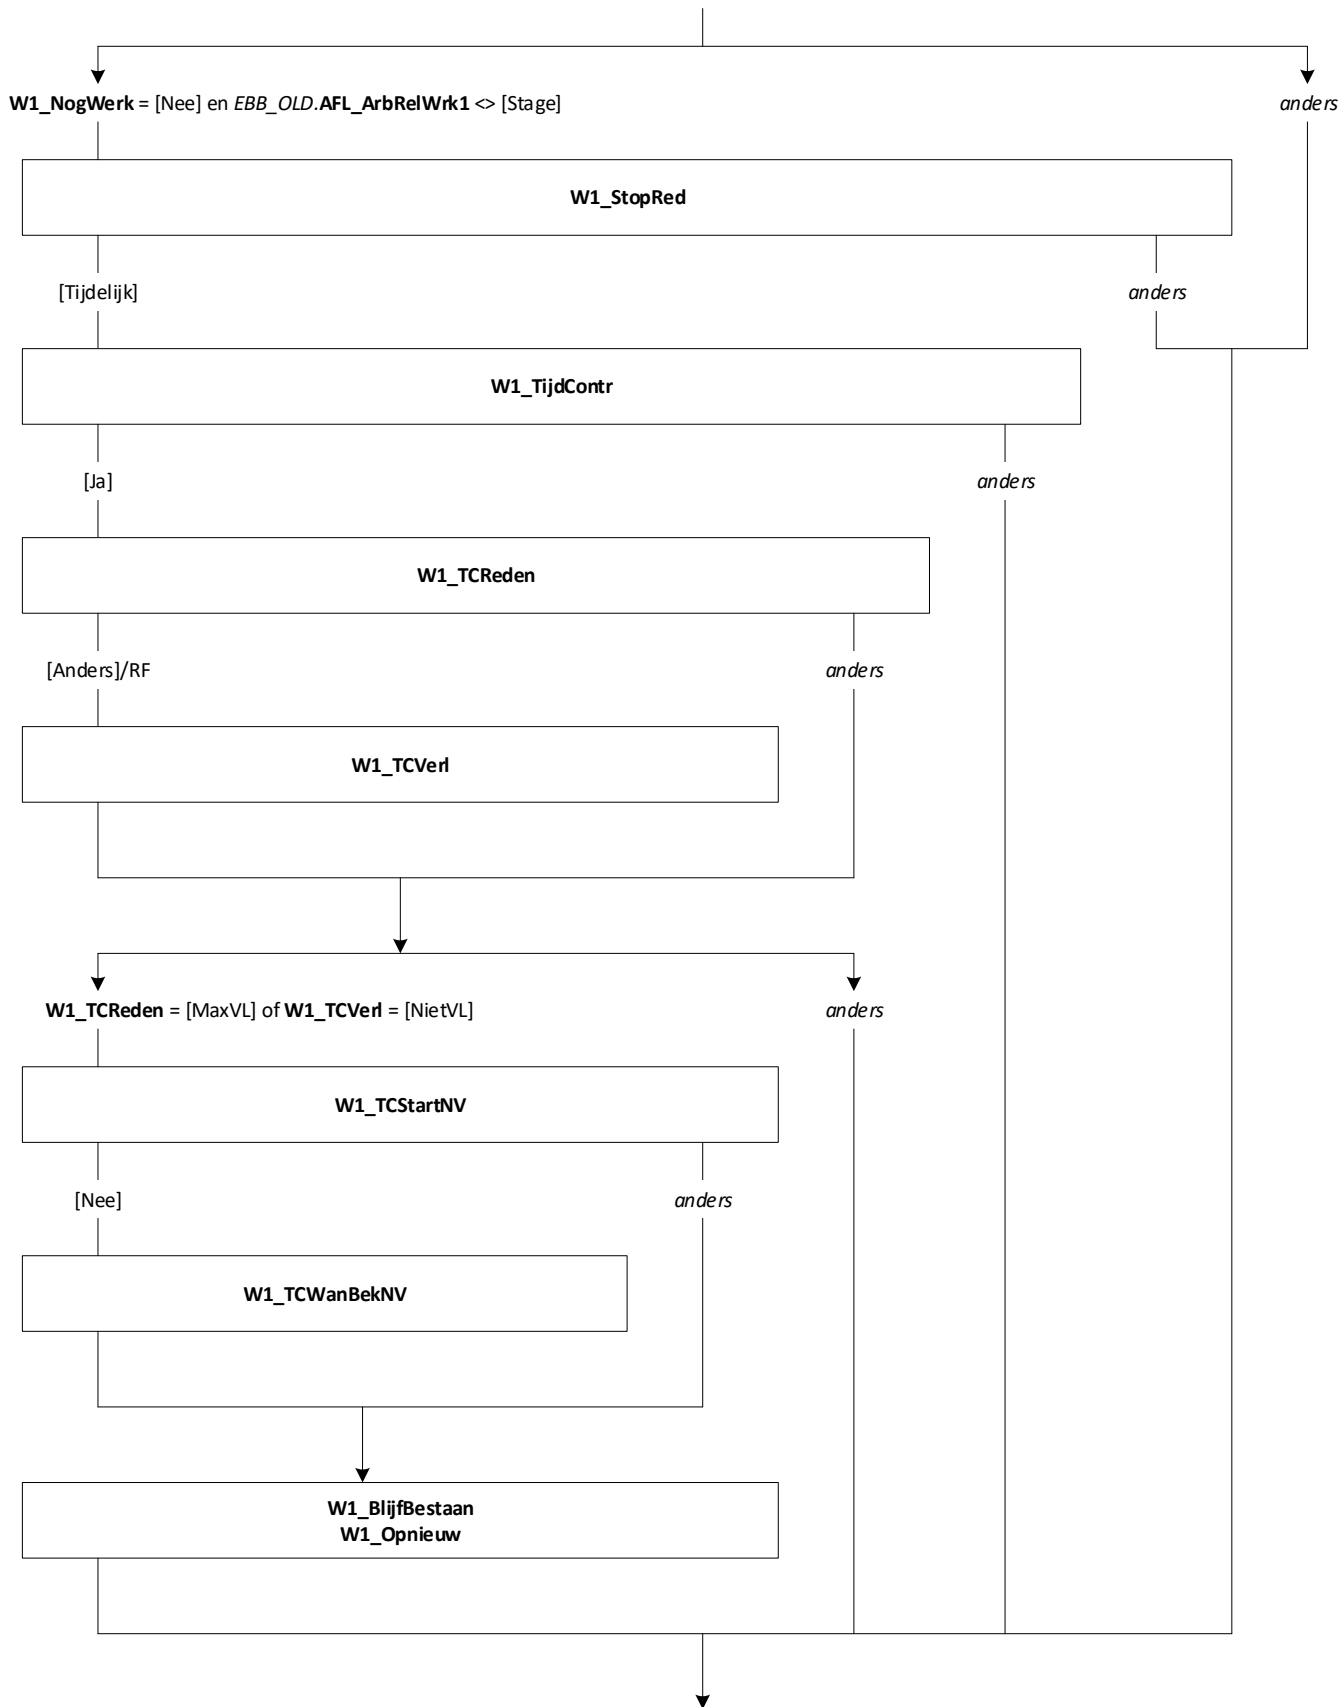 W1_NogWerk = [Nee] en EBB_OLD.AFL_ArbRelWrk1 <> [Stage]
anders
W1_StopRed
[Tijdelijk]
anders
W1_TijdContr
[Ja]
anders
W1_TCReden
[Anders]/RF
anders
W1_TCVerl
W1_TCReden = [MaxVL] of W1_TCVerl = [NietVL]
anders
W1_TCStartNV
[Nee]
anders
W1_TCWanBekNV
W1_BlijfBestaan
W1_Opnieuw